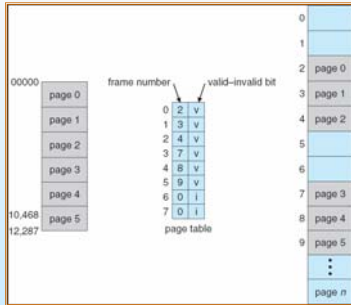 00000
page 0
page 1
page 2
page 3
page 4
page 5
10,468
12,287
frame number
valid–invalid bit
0 2 v
1 3 v
2 4 v
3 7 v
4 8 v
5 9 v
6 0 i
7 0 i
page table
0
1
2 page 0
3 page 1
4 page 2
5
6
7 page 3
8 page 4
9 page 5
page n